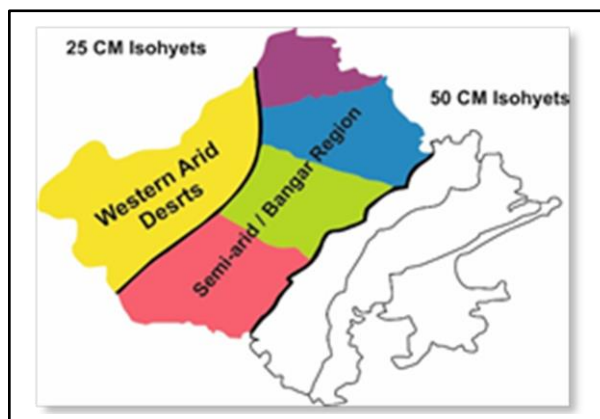 25 CM Isohyets
50 CM Isohyets
Western Arid
Desrts
Semi-arid / Bangar Region